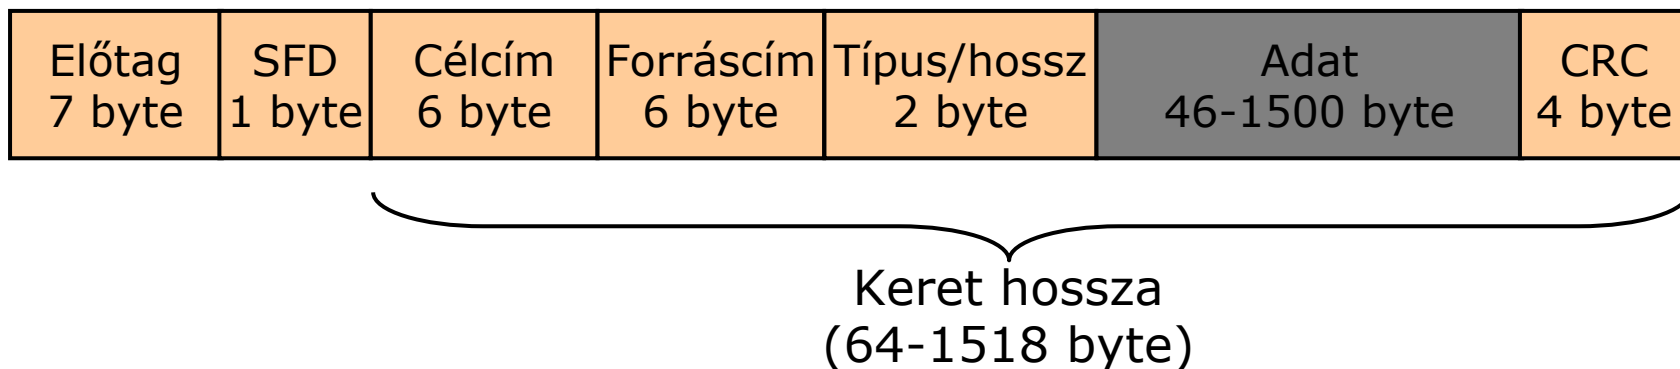 Előtag
7 byte
SFD
1 byte
Célcím
6 byte
Forráscím
6 byte
Típus/hossz
2 byte
Adat
46-1500 byte
CRC
4 byte
Keret hossza
(64-1518 byte)